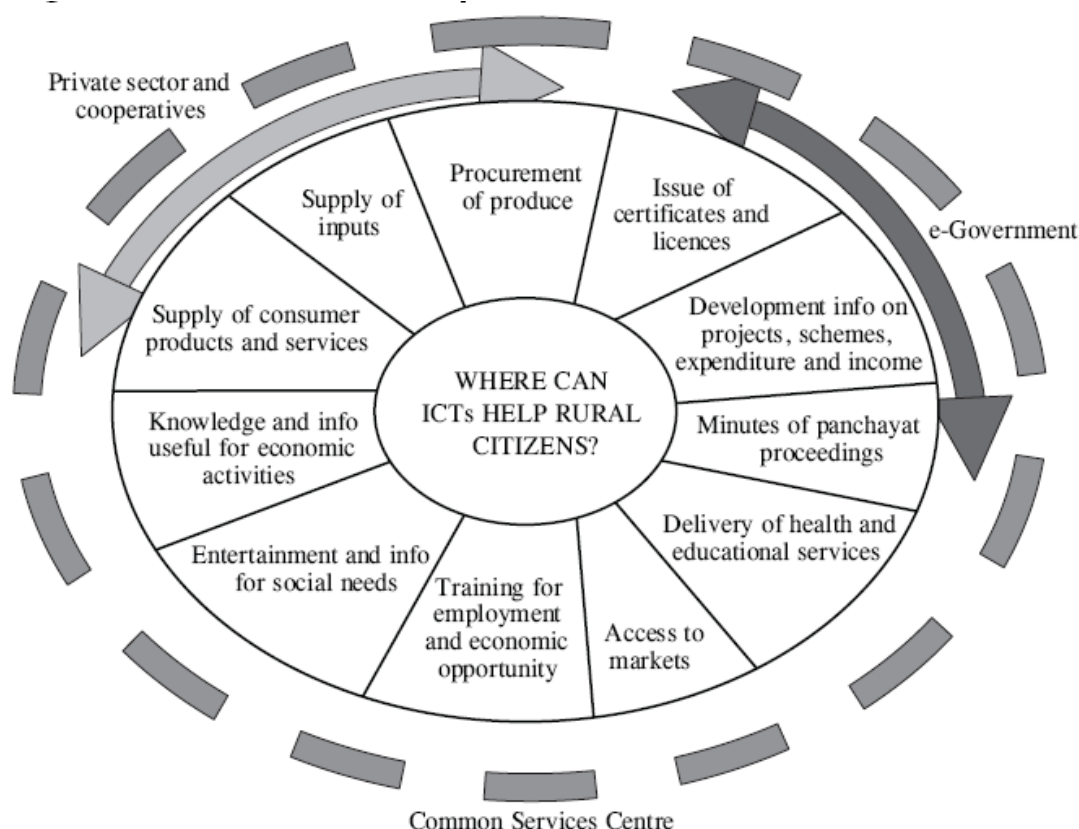 Private sector and
cooperatives
Procurement
of produce
Issue of
certificates and
licences
e-Government
Development info on
projects, schemes,
expenditure and income
Minutes of panchayat
proceedings
Delivery of health and
educational services
Access to
markets
Training for
employment
and economic
opportunity
Entertainment and info
for social needs
Knowledge and info
useful for economic
activities
Supply of consumer
products and services
Supply of
inputs
WHERE CAN
ICTs HELP RURAL
CITIZENS?
Common Services Centre